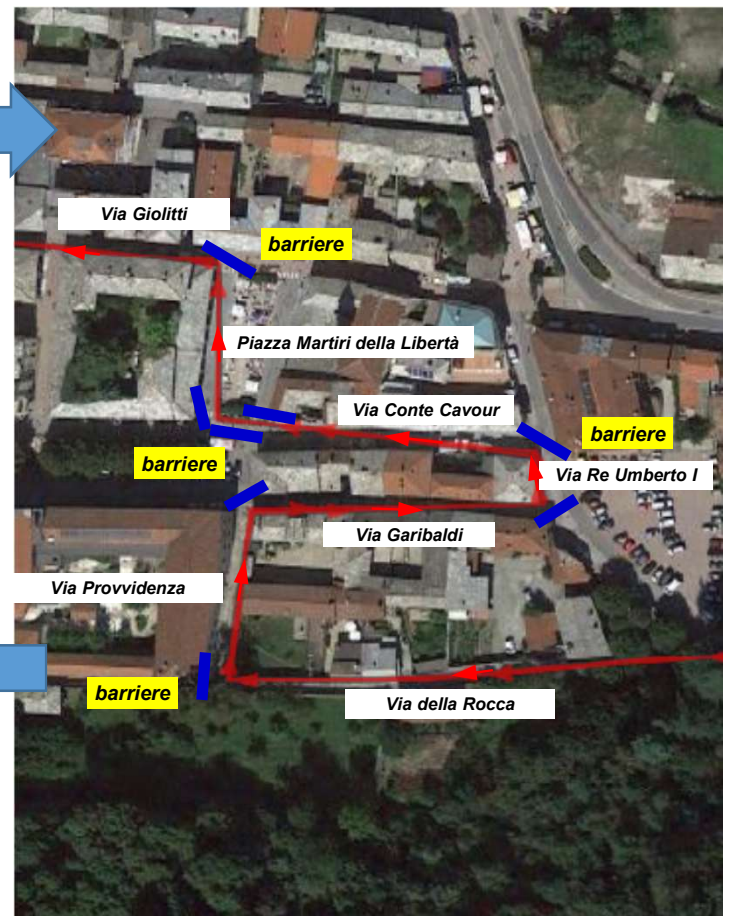 Via Giolitti
barriere
Piazza Martiri della Libertà
Via Conte Cavour
barriere
barriere
Via Re Umberto I
Via Garibaldi
Via Provvidenza
barriere
Via della Rocca